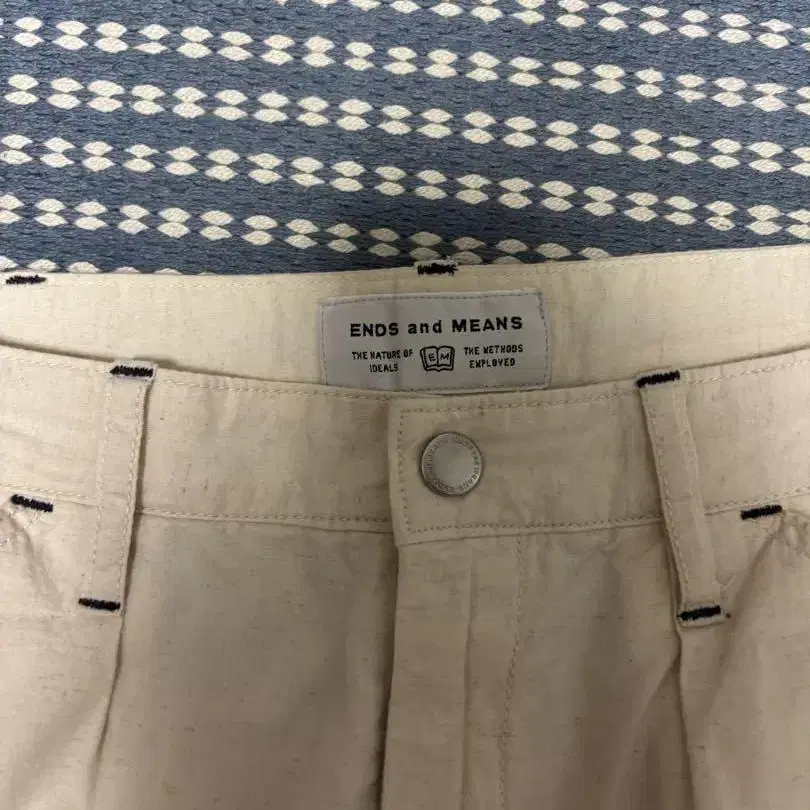 ENDS and MEANS
THE NATURE OF
IDEALS
EM
THE METHODS
EMPLOYED